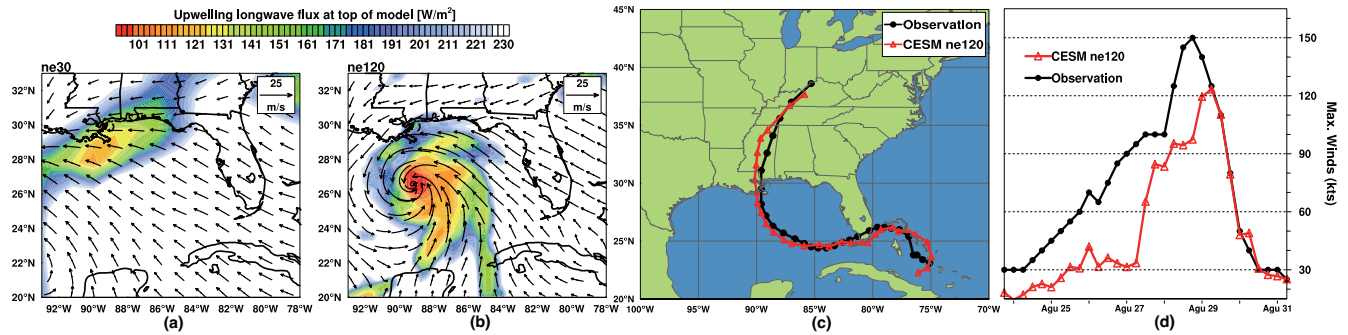 Upwelling longwave flux at top of model [W/m²]
101 111 121 131 141 151 161 171 181 191 201 211 221 230
ne30
25
m/s
30°N
28°N
26°N
24°N
22°N
20°N
92°W 90°W 88°W 86°W 84°W 82°W 80°W 78°W
(a)
ne120
25
m/s
30°N
28°N
26°N
24°N
22°N
20°N
92°W 90°W 88°W 86°W 84°W 82°W 80°W 78°W
(b)
Observation
CESM ne120
45°N
40°N
35°N
30°N
25°N
20°N
100°W 95°W 90°W 85°W 80°W 75°W 70°W
(c)
CESM ne120
Observation
150
120
90
60
30
Max. Winds (kts)
Agu 25 Agu 27 Agu 29 Agu 31
(d)